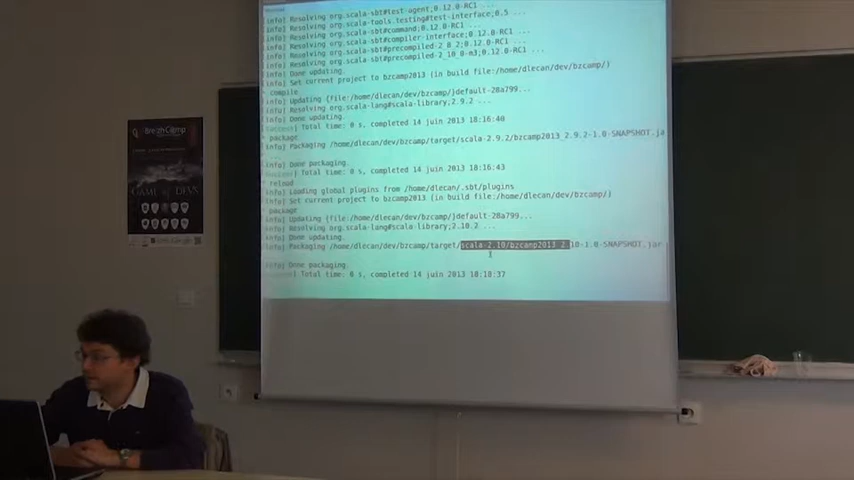 BreizhCamp
GAME OF DEVS
[info] Resolving org.scala-sbt#test-agent;0.12.0-RC1 ...
[info] Resolving org.scala-tools.testing#test-interface;0.5 ...
[info] Resolving org.scala-sbt#command;0.12.0-RC1 ...
[info] Resolving org.scala-sbt#compiler-interface;0.12.0-RC1 ...
[info] Resolving org.scala-sbt#precompiled-2_8_2;0.12.0-RC1 ...
[info] Resolving org.scala-sbt#precompiled-2_10_0-m3;0.12.0-RC1 ...
[info] Done updating.
[info] Set current project to bzcamp2013 (in build file:/home/dlecan/dev/bzcamp/)
> compile
[info] Updating {file:/home/dlecan/dev/bzcamp/}default-20a799...
[info] Resolving org.scala-lang#scala-library;2.9.2 ...
[info] Done updating.
[success] Total time: 0 s, completed 14 juin 2013 18:16:40
> package
[info] Packaging /home/dlecan/dev/bzcamp/target/scala-2.9.2/bzcamp2013_2.9.2-1.0-SNAPSHOT.ja
...
[info] Done packaging.
[success] Total time: 0 s, completed 14 juin 2013 18:16:43
> reload
[info] Loading global plugins from /home/dlecan/.sbt/plugins
[info] Set current project to bzcamp2013 (in build file:/home/dlecan/dev/bzcamp/)
> package
[info] Updating {file:/home/dlecan/dev/bzcamp/}default-20a799...
[info] Resolving org.scala-lang#scala-library;2.10.2 ...
[info] Done updating.
[info] Packaging /home/dlecan/dev/bzcamp/target/scala-2.10/bzcamp2013_2.10-1.0-SNAPSHOT.jar
[info] Done packaging.
[success] Total time: 0 s, completed 14 juin 2013 18:18:37